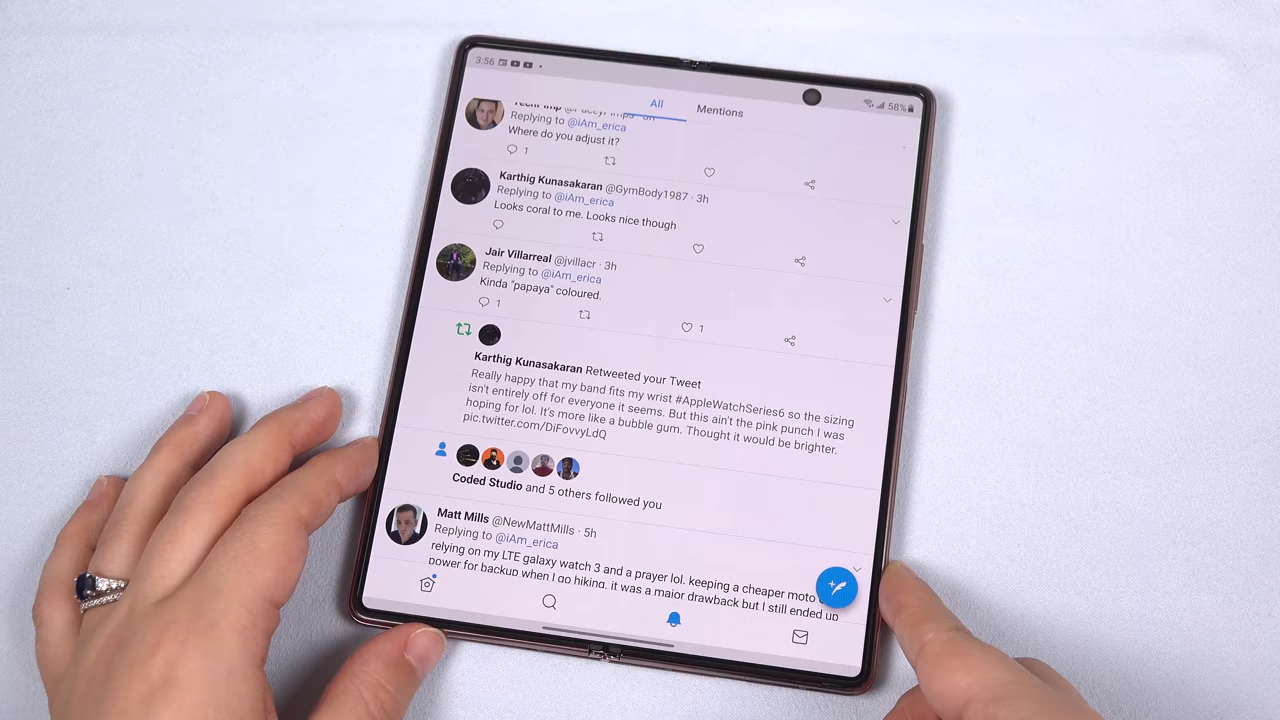 3:56
58%
All
Mentions
Replying to @iAm_erica
Where do you adjust it?
1
Karthig Kunasakaran @GymBody1987 · 3h
Replying to @iAm_erica
Looks coral to me. Looks nice though
Jair Villarreal @jvillacr · 3h
Replying to @iAm_erica
Kinda "papaya" coloured.
1
1
Karthig Kunasakaran Retweeted your Tweet
Really happy that my band fits my wrist #AppleWatchSeries6 so the sizing
isn't entirely off for everyone it seems. But this ain't the pink punch I was
hoping for lol. It's more like a bubble gum. Thought it would be brighter.
pic.twitter.com/DiFovvyLdQ
Coded Studio and 5 others followed you
Matt Mills @NewMattMills · 5h
Replying to @iAm_erica
relying on my LTE galaxy watch 3 and a prayer lol. keeping a cheaper moto
power for backup when I go hiking. it was a major drawback but I still ended up